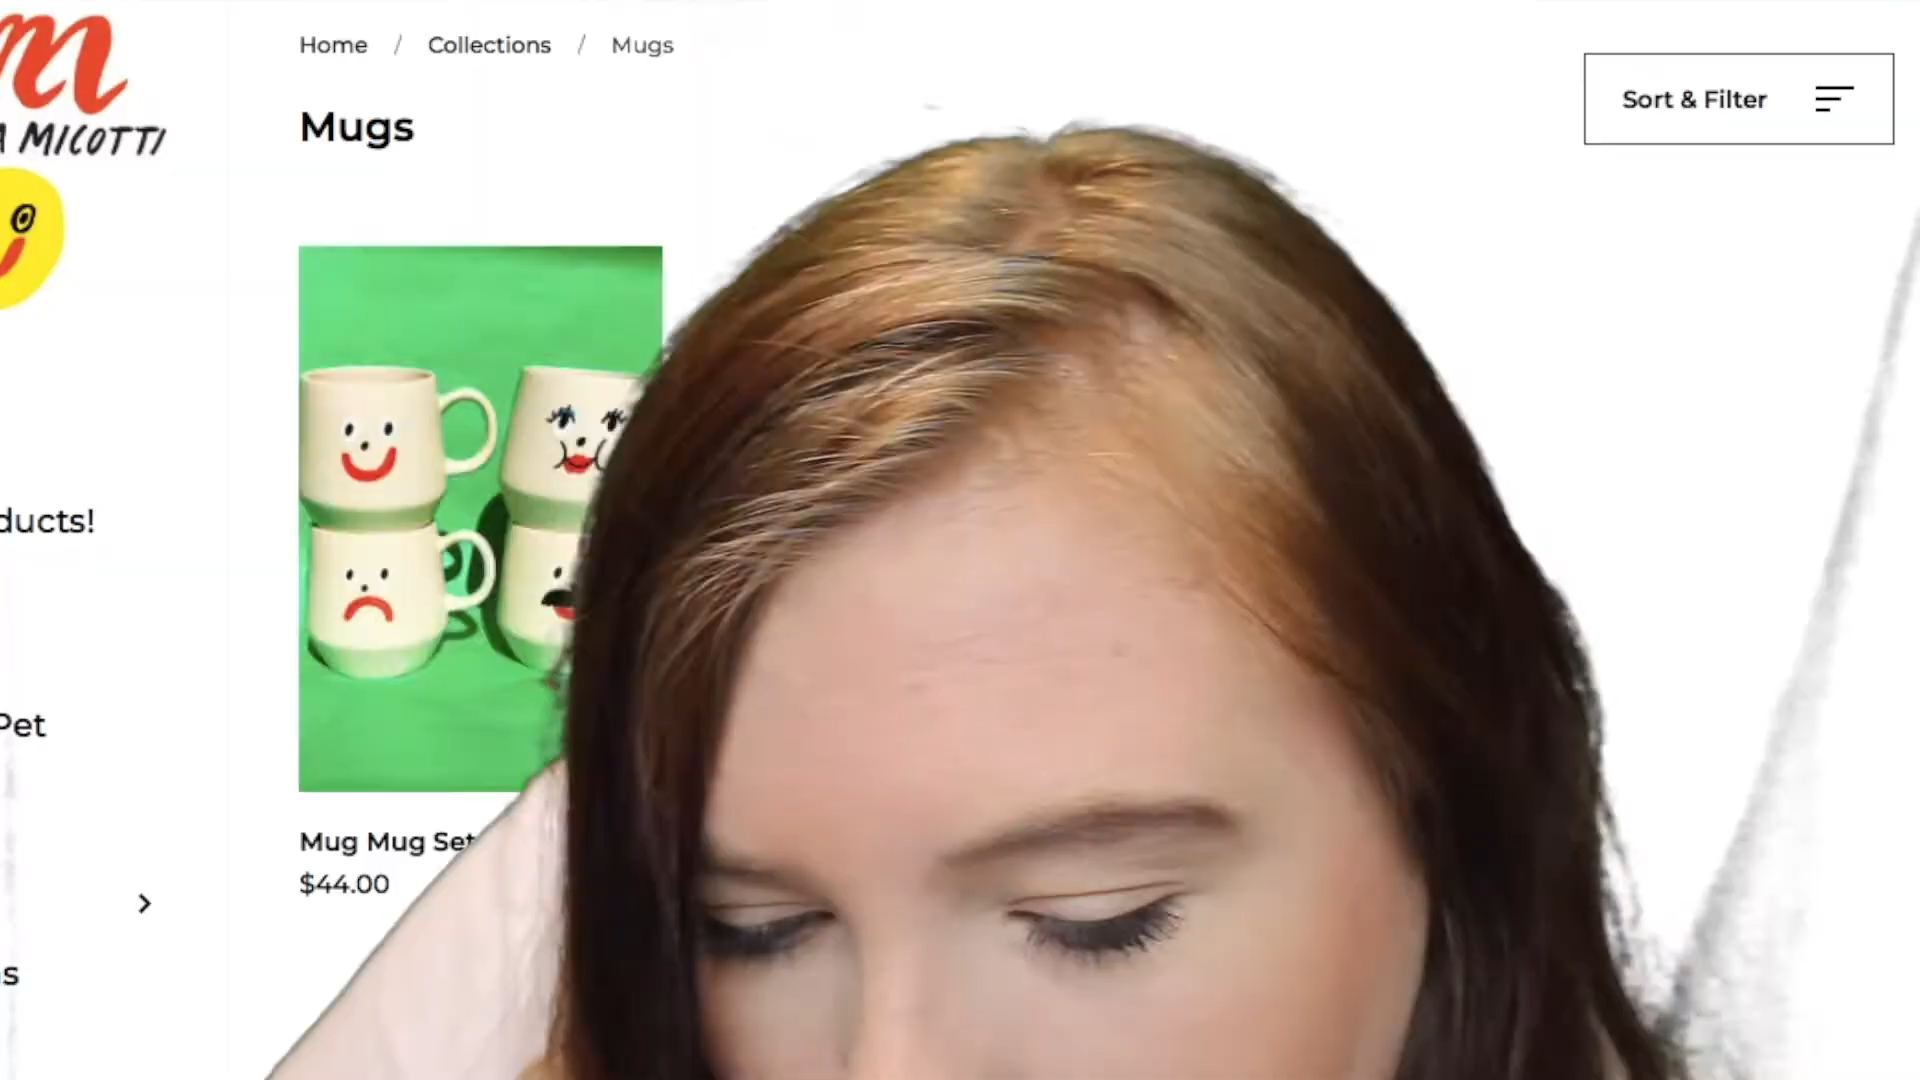 m
A MICOTTI
Home / Collections / Mugs
Sort & Filter
Mugs
ducts!
Pet
Mug Mug Set
$44.00
s